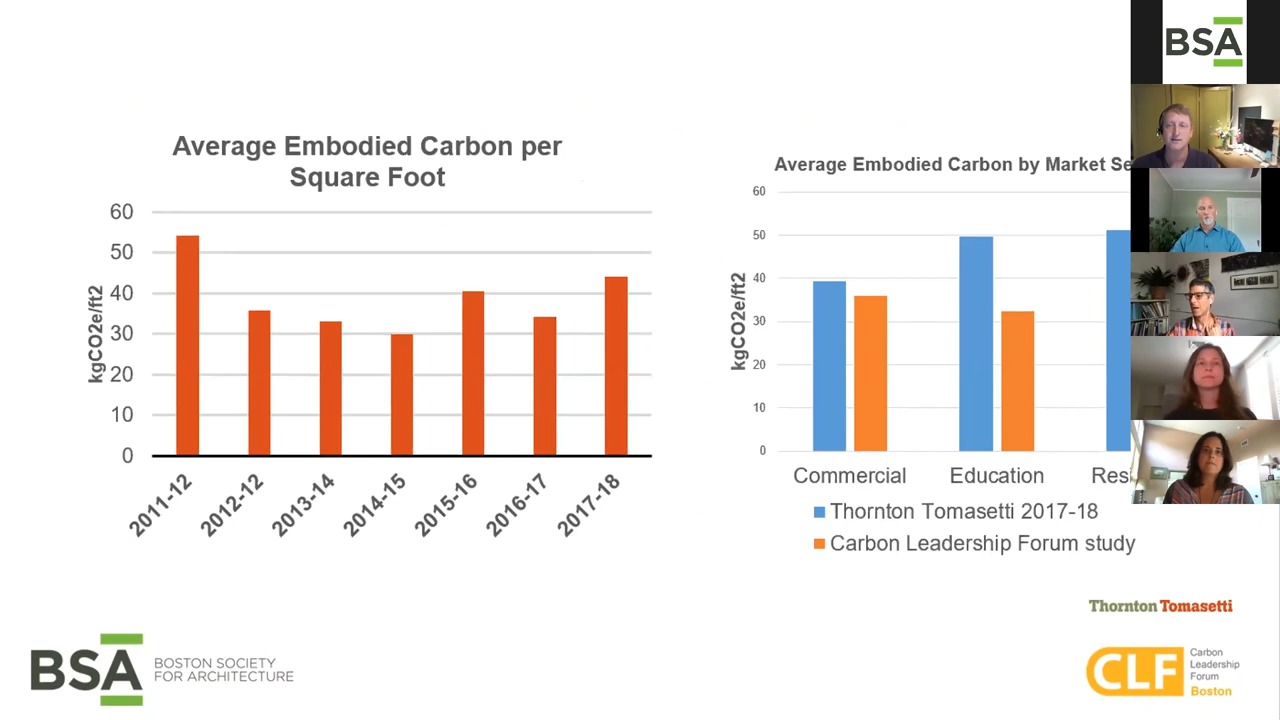 BSA
Average Embodied Carbon per
Square Foot
60
50
40
30
20
10
0
kgCO2e/ft2
2011-12
2012-12
2013-14
2014-15
2015-16
2016-17
2017-18
Average Embodied Carbon by Market Se
60
50
40
30
20
10
0
kgCO2e/ft2
Commercial
Education
Res
Thornton Tomasetti 2017-18
Carbon Leadership Forum study
Thornton Tomasetti
BSA
BOSTON SOCIETY
FOR ARCHITECTURE
CLF
Carbon
Leadership
Forum
Boston